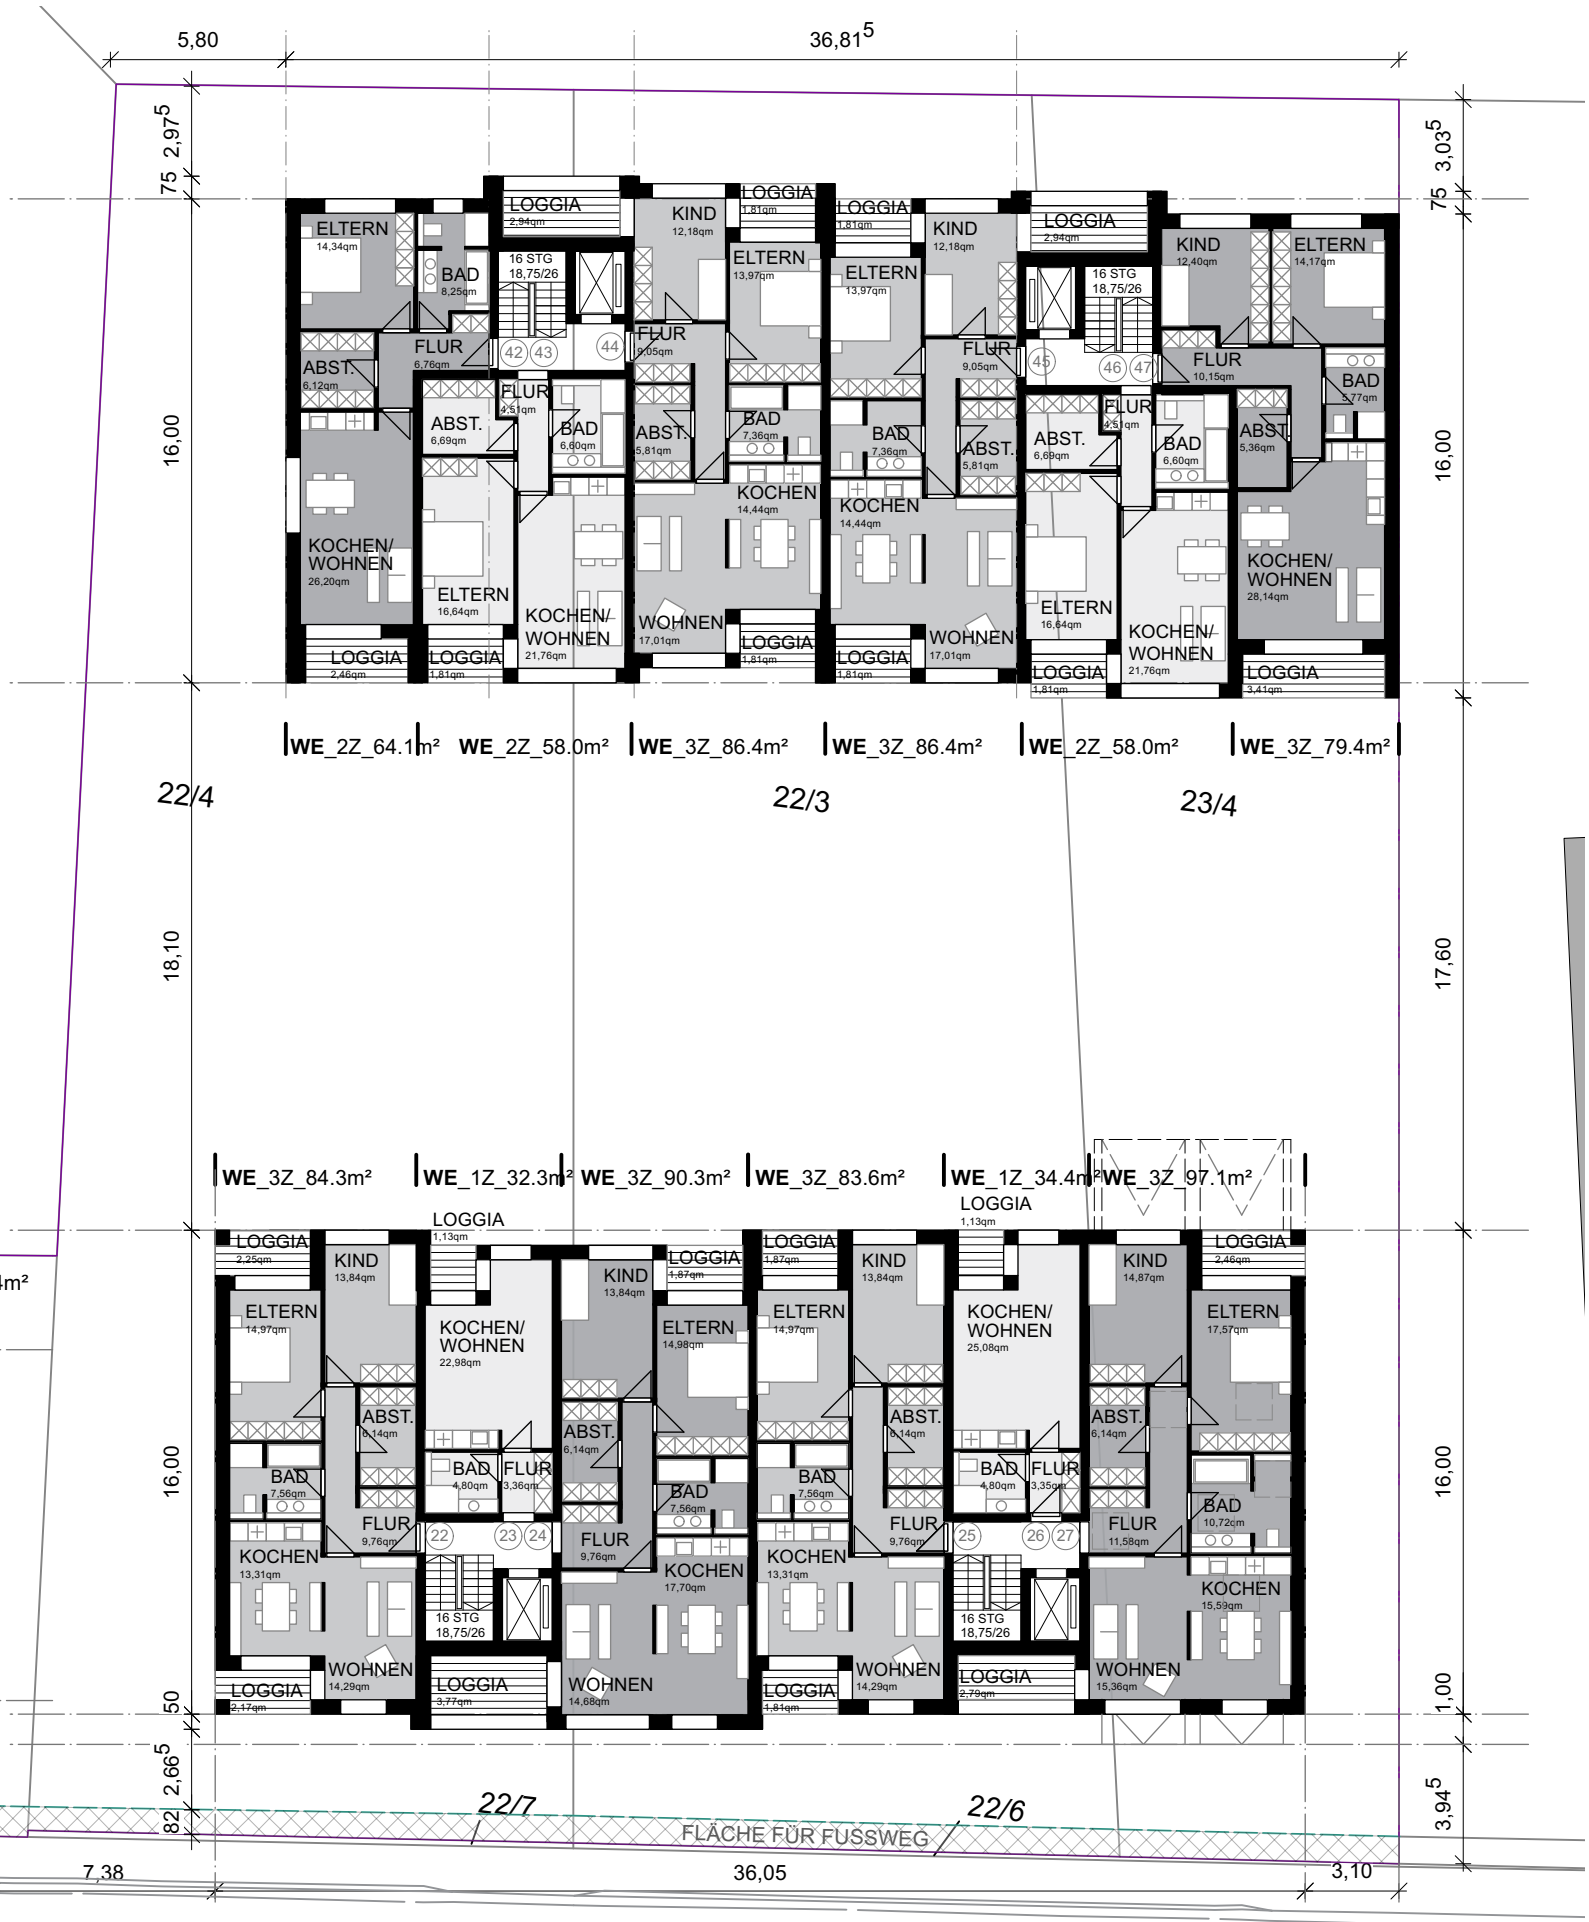 5,80
36,81⁵
2,97⁵
75
3,03⁵
75
LOGGIA
2,94qm
KIND
12,18qm
LOGGIA
1,81qm
LOGGIA
1,81qm
KIND
12,18qm
LOGGIA
2,94qm
ELTERN
14,34qm
BAD
8,25qm
16 STG
18,75/26
ELTERN
13,97qm
ELTERN
13,97qm
16 STG
18,75/26
KIND
12,40qm
ELTERN
14,17qm
ABST.
6,12qm
FLUR
6,76qm
42
43
44
FLUR
9,05qm
FLUR
9,05qm
45
46
47
FLUR
10,15qm
BAD
5,77qm
ABST.
6,69qm
FLUR
4,51qm
BAD
6,60qm
ABST.
5,81qm
BAD
7,36qm
BAD
7,36qm
ABST.
5,81qm
ABST.
6,69qm
FLUR
4,51qm
BAD
6,60qm
ABST
5,36qm
16,00
16,00
KOCHEN/
WOHNEN
26,20qm
ELTERN
16,64qm
KOCHEN/
WOHNEN
21,76qm
KOCHEN
14,44qm
WOHNEN
17,01qm
KOCHEN
14,44qm
WOHNEN
17,01qm
ELTERN
16,64qm
KOCHEN/
WOHNEN
21,76qm
KOCHEN/
WOHNEN
28,14qm
LOGGIA
2,46qm
LOGGIA
1,81qm
LOGGIA
1,81qm
LOGGIA
1,81qm
LOGGIA
1,81qm
LOGGIA
3,41qm
WE_2Z_64.1m²
WE_2Z_58.0m²
WE_3Z_86.4m²
WE_3Z_86.4m²
WE_2Z_58.0m²
WE_3Z_79.4m²
22/4
22/3
23/4
18,10
17,60
WE_3Z_84.3m²
WE_1Z_32.3m²
WE_3Z_90.3m²
WE_3Z_83.6m²
WE_1Z_34.4m²
WE_3Z_97.1m²
m²
LOGGIA
2,25qm
KIND
13,84qm
LOGGIA
1,13qm
KIND
13,84qm
LOGGIA
1,87qm
LOGGIA
1,87qm
KIND
13,84qm
LOGGIA
1,13qm
KIND
14,87qm
LOGGIA
2,46qm
ELTERN
14,97qm
KOCHEN/
WOHNEN
22,98qm
ELTERN
14,98qm
ELTERN
14,97qm
KOCHEN/
WOHNEN
25,08qm
ELTERN
17,57qm
ABST.
6,14qm
ABST.
6,14qm
ABST.
6,14qm
ABST.
6,14qm
BAD
7,56qm
BAD
4,80qm
FLUR
3,36qm
BAD
7,56qm
BAD
7,56qm
BAD
4,80qm
FLUR
3,35qm
BAD
10,72qm
FLUR
9,76qm
22
23
24
FLUR
9,76qm
FLUR
9,76qm
25
26
27
FLUR
11,58qm
16,00
16,00
KOCHEN
13,31qm
16 STG
18,75/26
KOCHEN
17,70qm
KOCHEN
13,31qm
16 STG
18,75/26
KOCHEN
15,59qm
WOHNEN
14,29qm
WOHNEN
14,68qm
WOHNEN
14,29qm
WOHNEN
15,36qm
LOGGIA
2,17qm
LOGGIA
3,77qm
LOGGIA
1,81qm
LOGGIA
2,79qm
50
1,00
2,66⁵
82
3,94⁵
22/7
22/6
FLÄCHE FÜR FUSSWEG
7,38
36,05
3,10